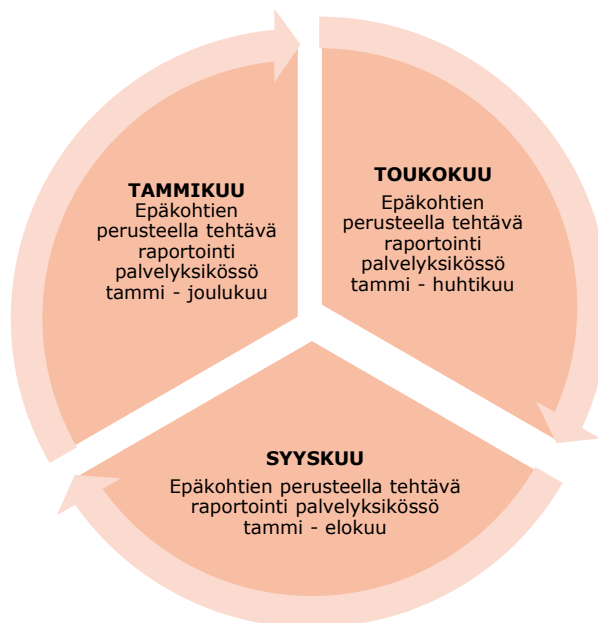 TAMMIKUU
Epäkohtien
perusteella tehtävä
raportointi
palvelyksikössö
tammi - joulukuu
TOUKOKUU
Epäkohtien
perusteella tehtävä
raportointi
palvelyksikössö
tammi - huhtikuu
SYYSKUU
Epäkohtien perusteella tehtävä
raportointi palvelyksikössö
tammi - elokuu